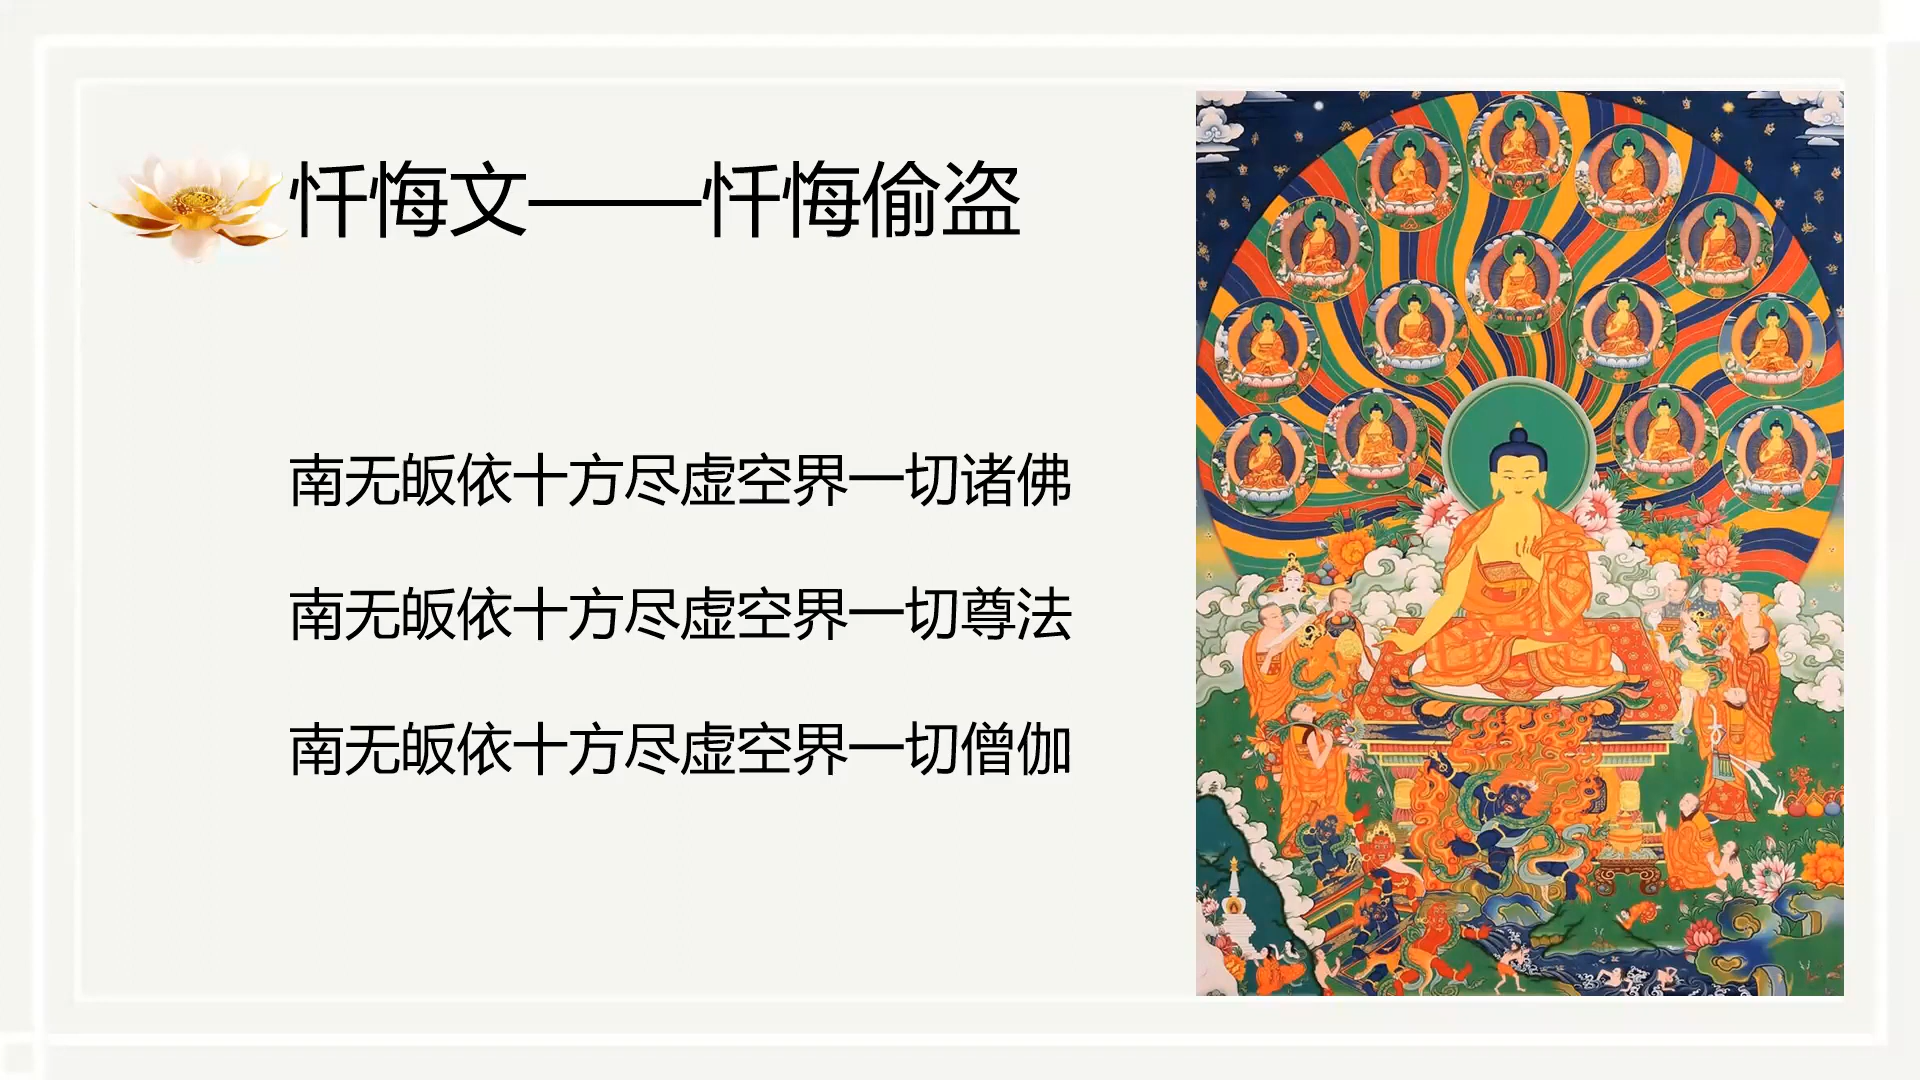 忏悔文——忏悔偷盗
南无皈依十方尽虚空界一切诸佛
南无皈依十方尽虚空界一切尊法
南无皈依十方尽虚空界一切僧伽